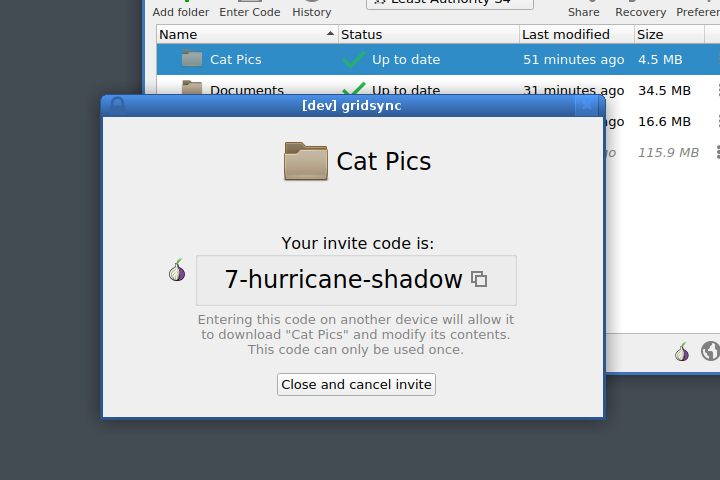 Least Authority S4
Add folder Enter Code History Share Recovery
Name Status Last modified Size
Cat Pics Up to date 51 minutes ago 4.5 MB
Documents Up to date 31 minutes ago 34.5 MB
[dev] gridsync
ago 16.6 MB
115.9 MB
Cat Pics
Your invite code is:
7-hurricane-shadow
Entering this code on another device will allow it
to download "Cat Pics" and modify its contents.
This code can only be used once.
Close and cancel invite